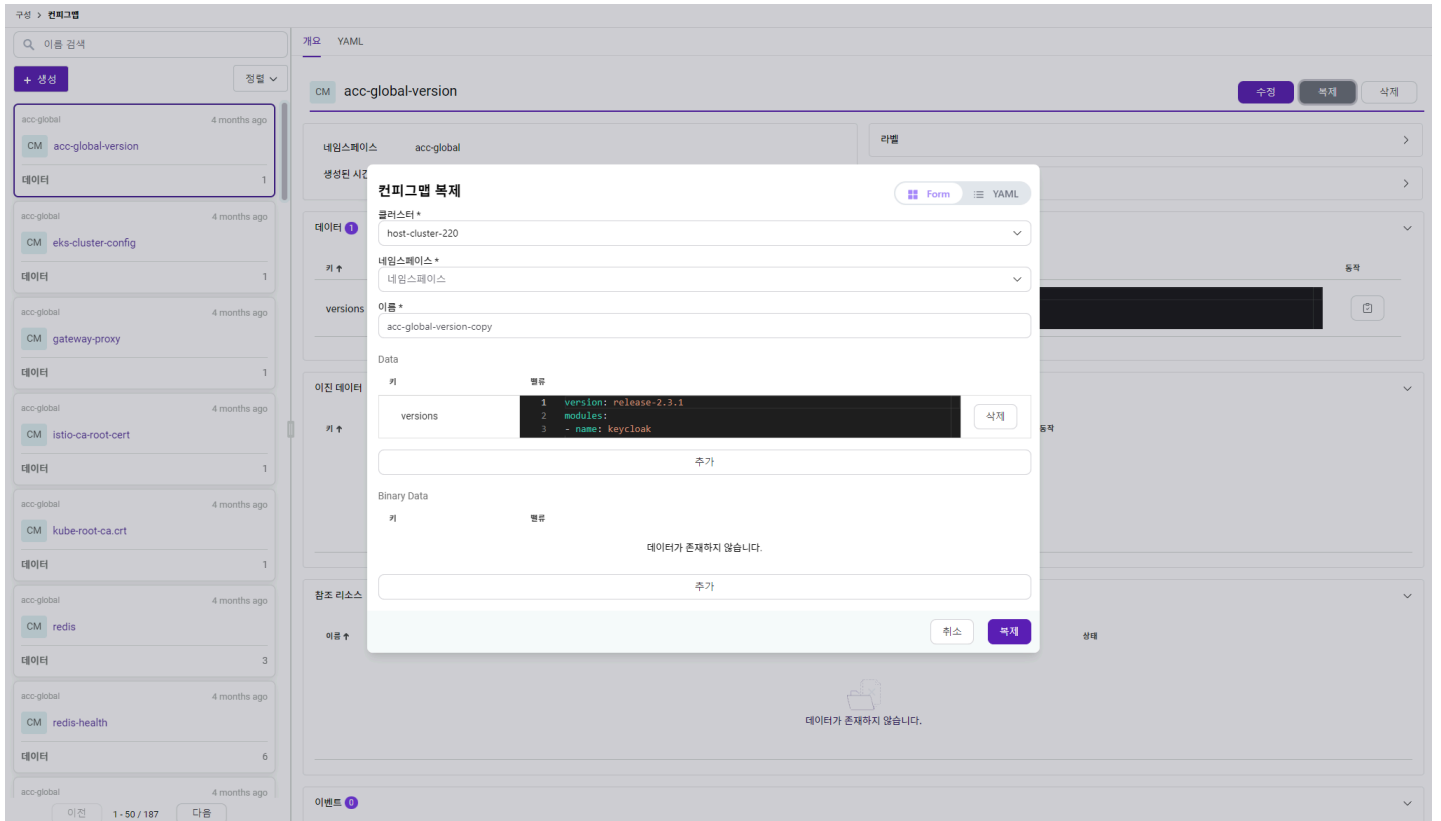 구성 > 컨피그맵
이름 검색
+ 생성
정렬
acc-global 4 months ago
CM acc-global-version
데이터 1
acc-global 4 months ago
CM eks-cluster-config
데이터 1
acc-global 4 months ago
CM gateway-proxy
데이터 1
acc-global 4 months ago
CM istio-ca-root-cert
데이터 1
acc-global 4 months ago
CM kube-root-ca.crt
데이터 1
acc-global 4 months ago
CM redis
데이터 3
acc-global 4 months ago
CM redis-health
데이터 6
acc-global 4 months ago
이전 1 - 50 / 187 다음
개요 YAML
CM acc-global-version
수정 복제 삭제
네임스페이스 acc-global
생성된 시간
라벨
데이터 1
키 동작
versions
이진 데이터
키 동작
참조 리소스
이름 상태
데이터가 존재하지 않습니다.
이벤트 0
컨피그맵 복제
Form YAML
클러스터 *
host-cluster-220
네임스페이스 *
네임스페이스
이름 *
acc-global-version-copy
Data
키 밸류
versions
1 version: release-2.3.1
2 modules:
3 - name: keycloak
삭제
추가
Binary Data
키 밸류
데이터가 존재하지 않습니다.
추가
취소 복제